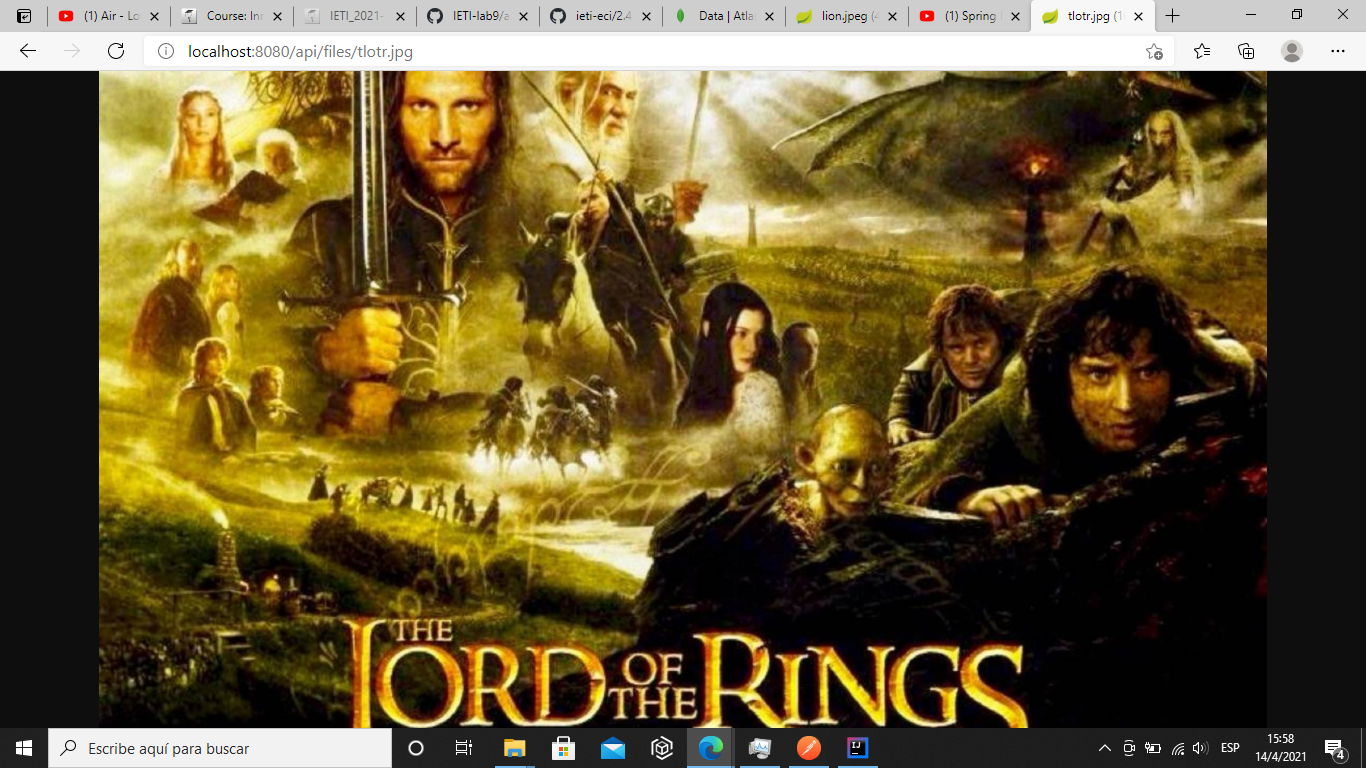 (1) Air - Lo
Course: Inn
IETI_2021-
IETI-lab9/a
ieti-eci/2.4
Data | Atla
lion.jpeg (4
(1) Spring
tlotr.jpg (1
localhost:8080/api/files/tlotr.jpg
THE
LORD OF THE RINGS
Escribe aquí para buscar
ESP
15:58
14/4/2021
4